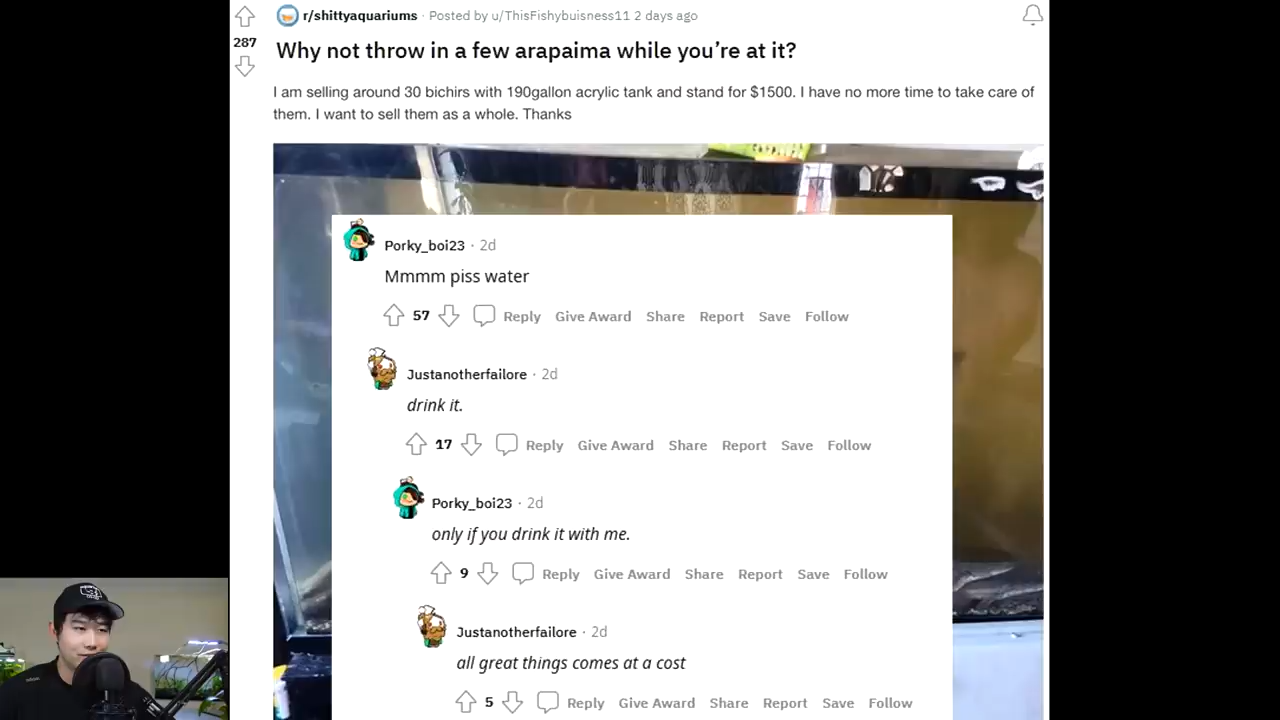 r/shittyaquariums · Posted by u/ThisFishybuisness11 2 days ago
287
Why not throw in a few arapaima while you’re at it?
I am selling around 30 bichirs with 190gallon acrylic tank and stand for $1500. I have no more time to take care of
them. I want to sell them as a whole. Thanks
Porky_boi23 · 2d
Mmmm piss water
57 Reply Give Award Share Report Save Follow
Justanotherfailore · 2d
drink it.
17 Reply Give Award Share Report Save Follow
Porky_boi23 · 2d
only if you drink it with me.
9 Reply Give Award Share Report Save Follow
Justanotherfailore · 2d
all great things comes at a cost
5 Reply Give Award Share Report Save Follow